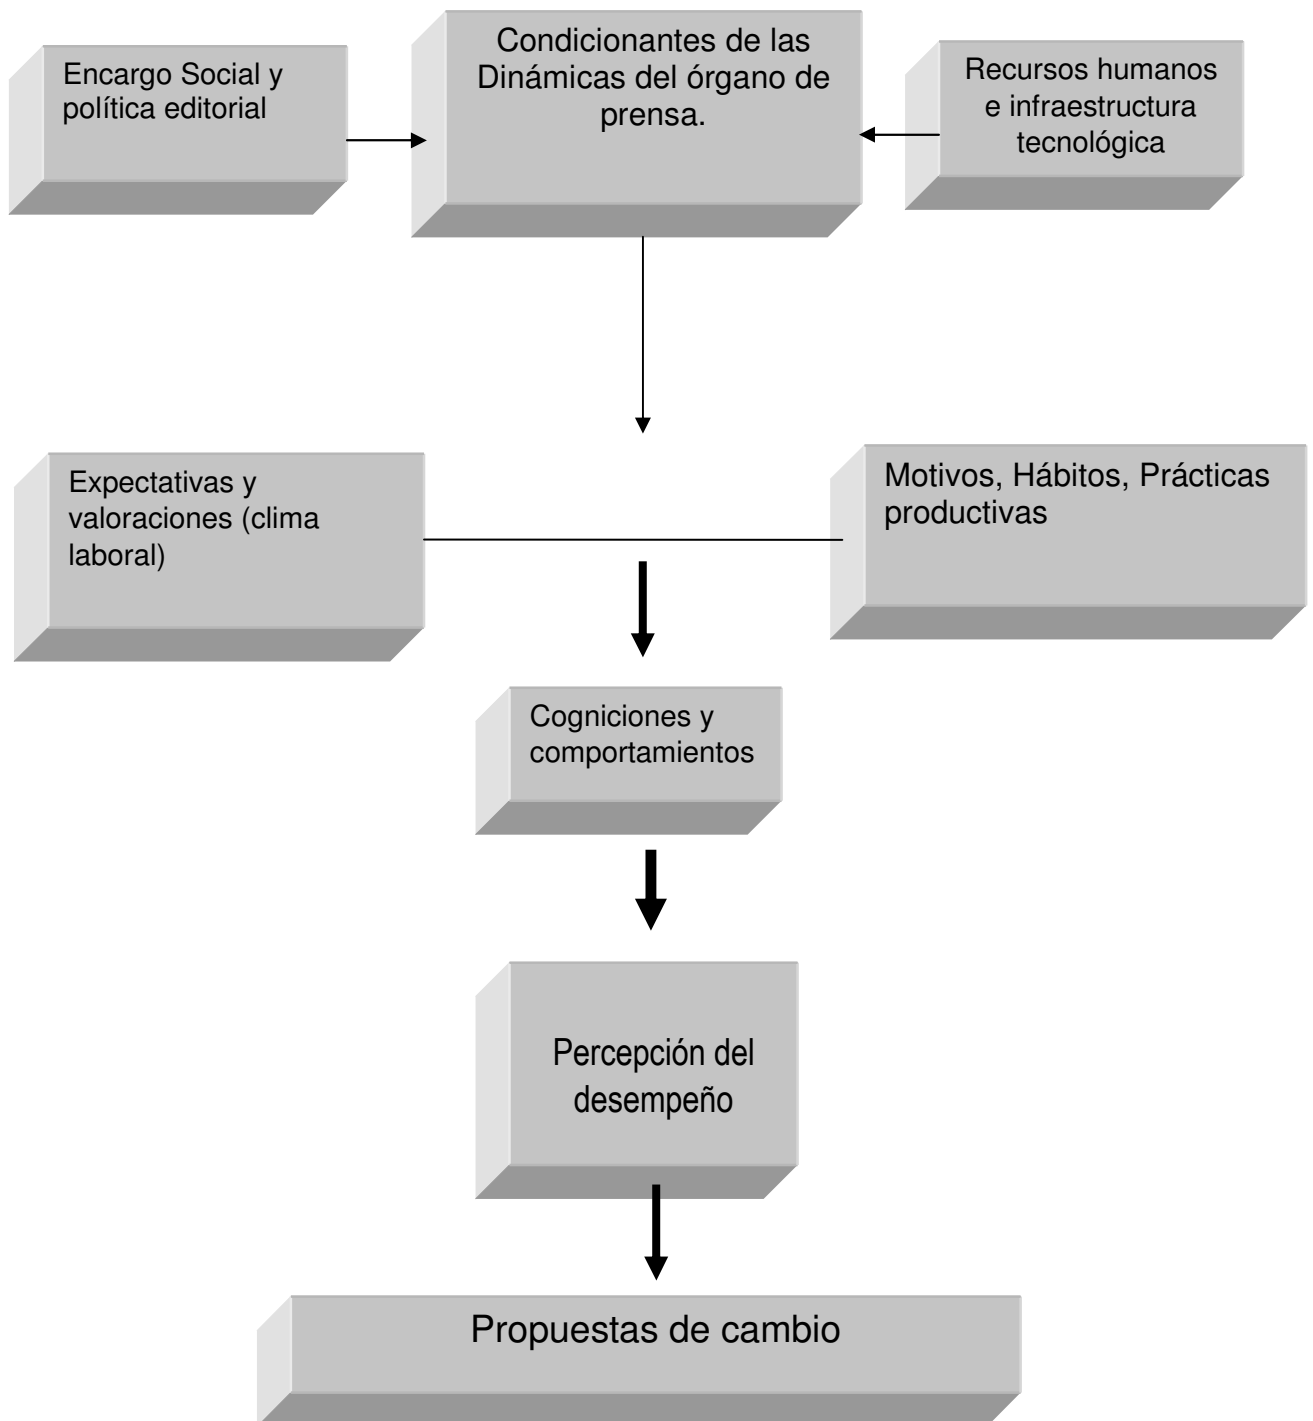 Encargo Social y
política editorial
Condicionantes de las
Dinámicas del órgano de
prensa.
Recursos humanos
e infraestructura
tecnológica
Expectativas y
valoraciones (clima
laboral)
Motivos, Hábitos, Prácticas
productivas
Cogniciones y
comportamientos
Percepción del
desempeño
Propuestas de cambio